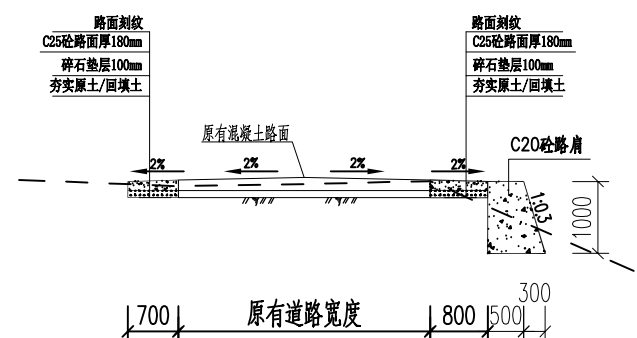 路面刻纹
C25砼路面厚180mm
碎石垫层100mm
夯实原土/回填土
路面刻纹
C25砼路面厚180mm
碎石垫层100mm
夯实原土/回填土
原有混凝土路面
C20砼路肩
2% 2% 2% 2%
1:0.3
1000
300
700 原有道路宽度 800 500